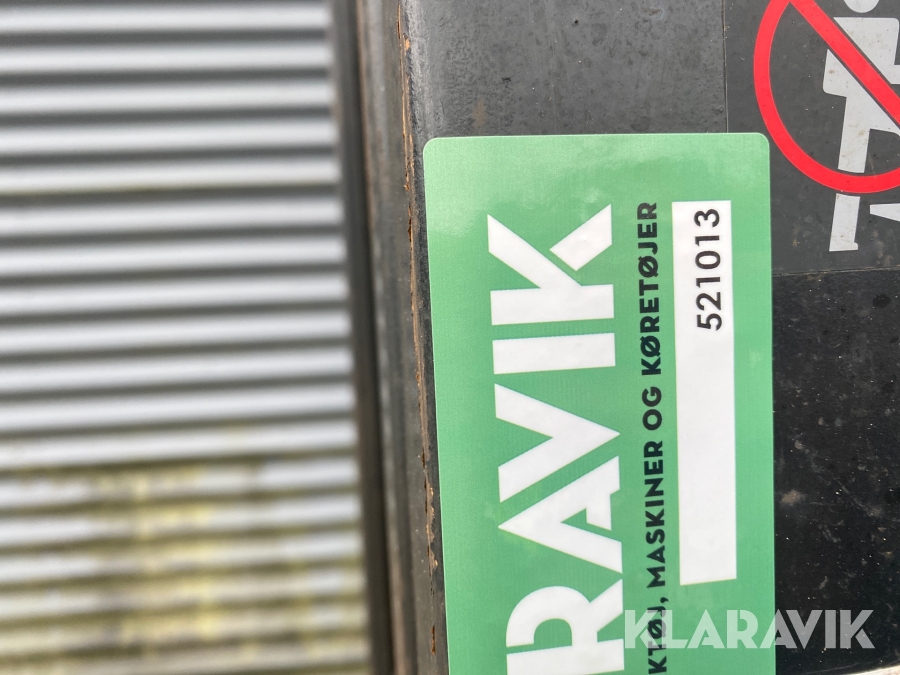 RAVIK
KTØJ, MASKINER OG KØRETØJER
521013
KLARAVIK